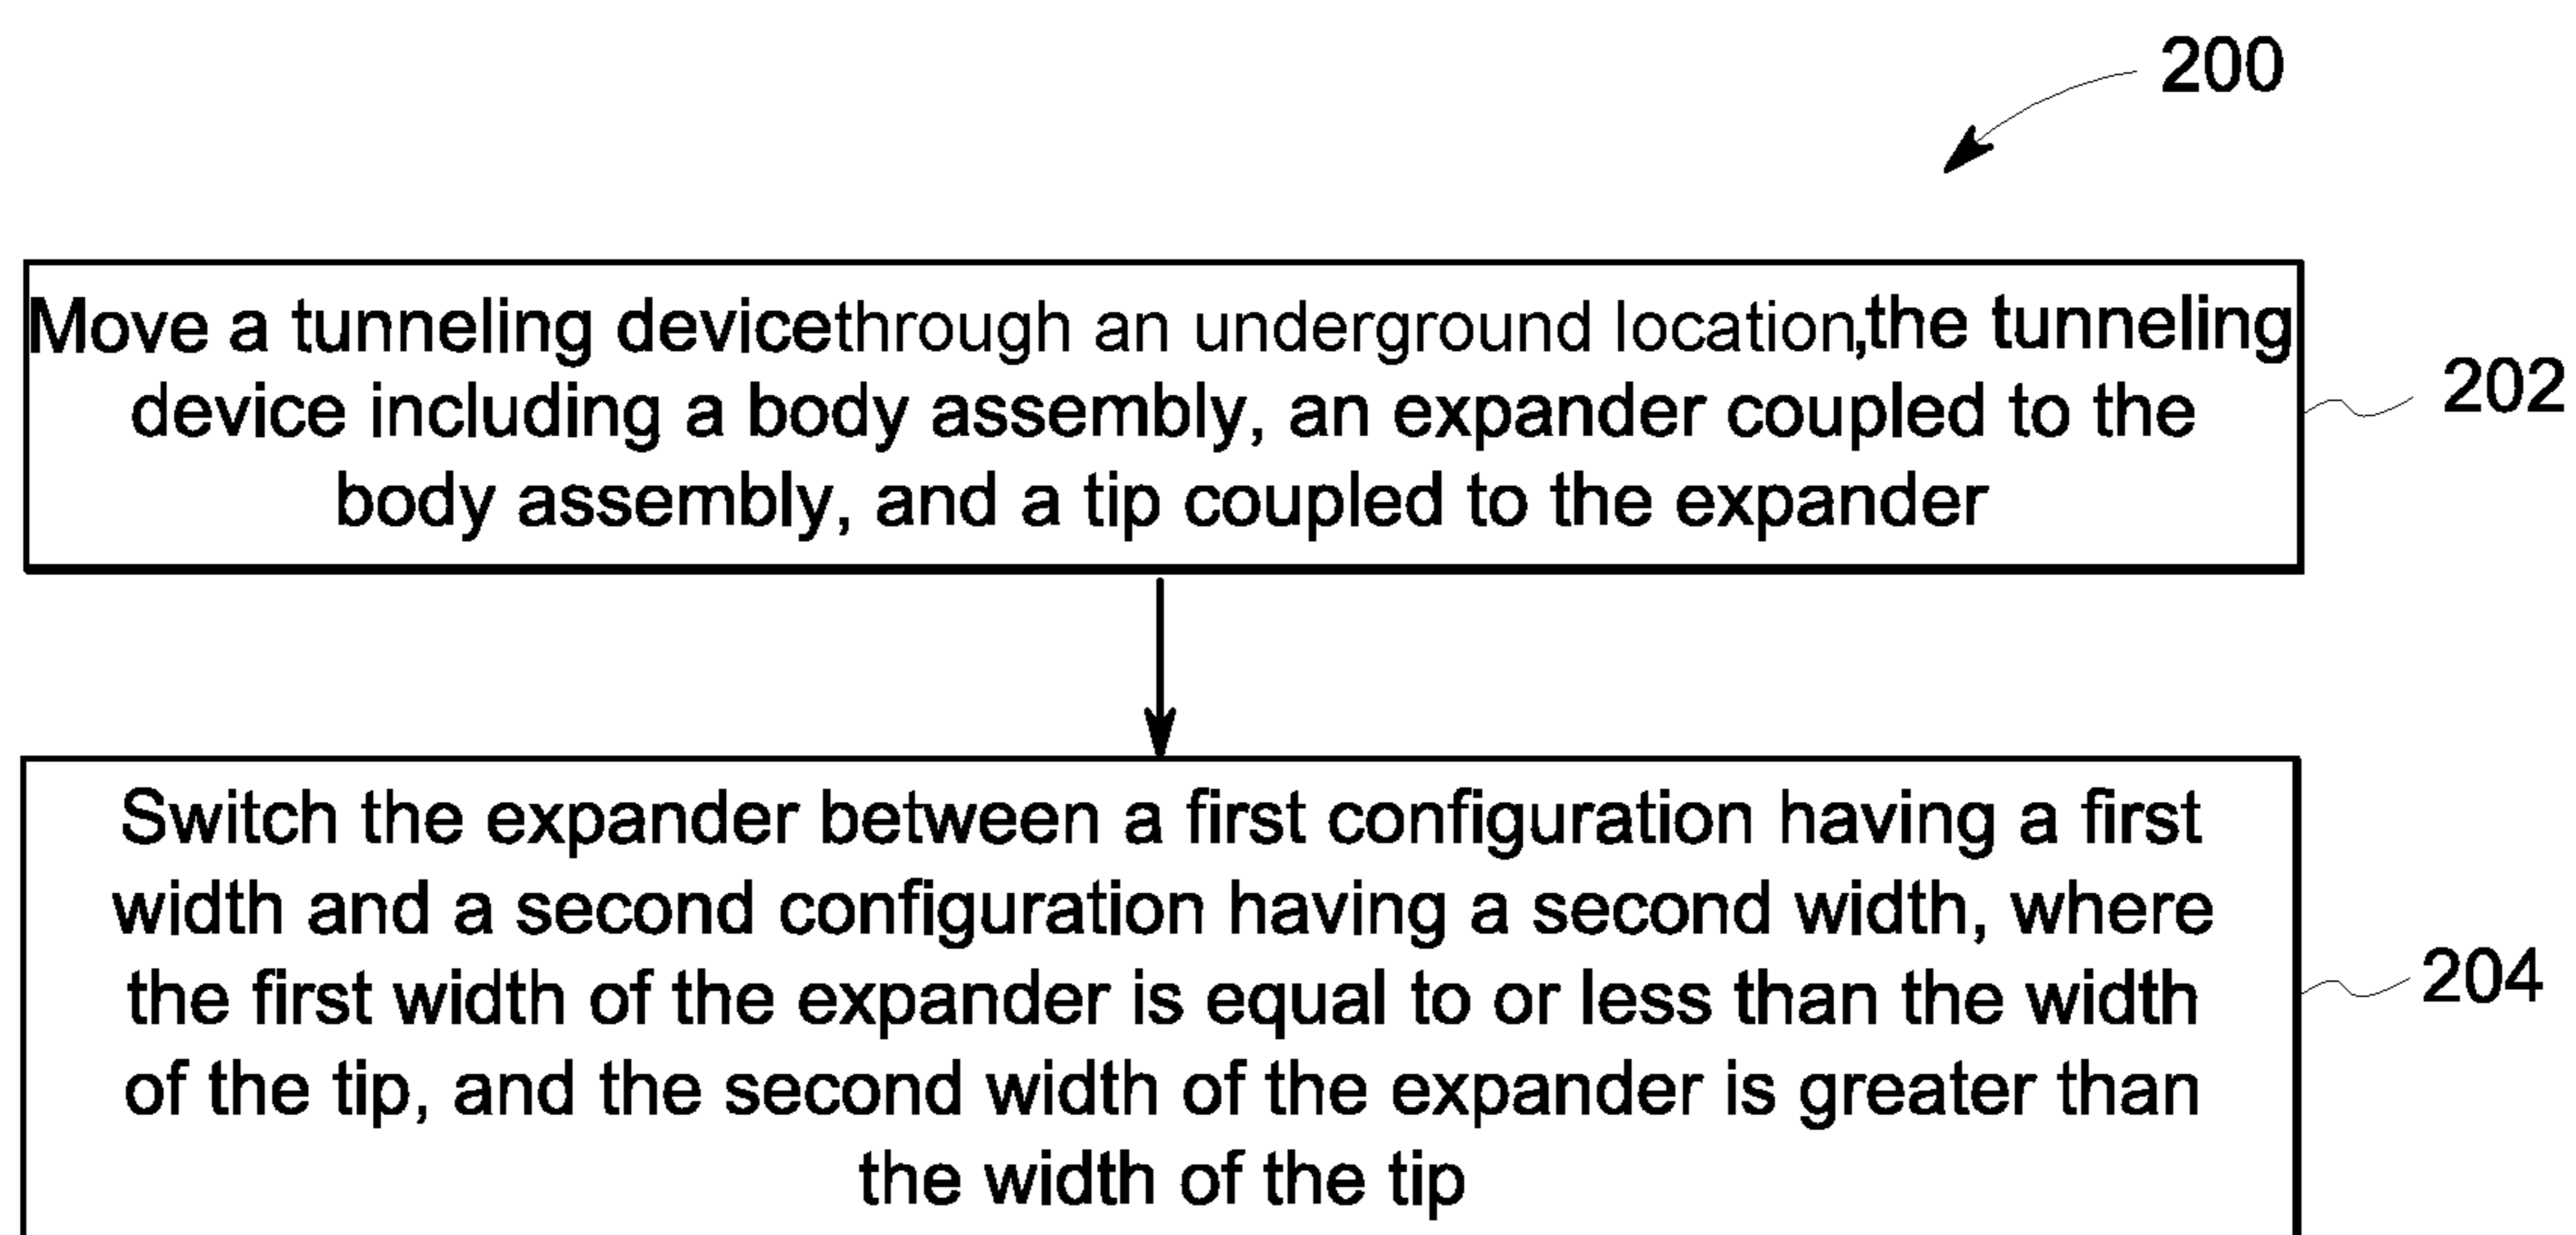 200
Move a tunneling devicethrough an underground location,the tunneling
device including a body assembly, an expander coupled to the
body assembly, and a tip coupled to the expander
202
Switch the expander between a first configuration having a first
width and a second configuration having a second width, where
the first width of the expander is equal to or less than the width
of the tip, and the second width of the expander is greater than
the width of the tip
204